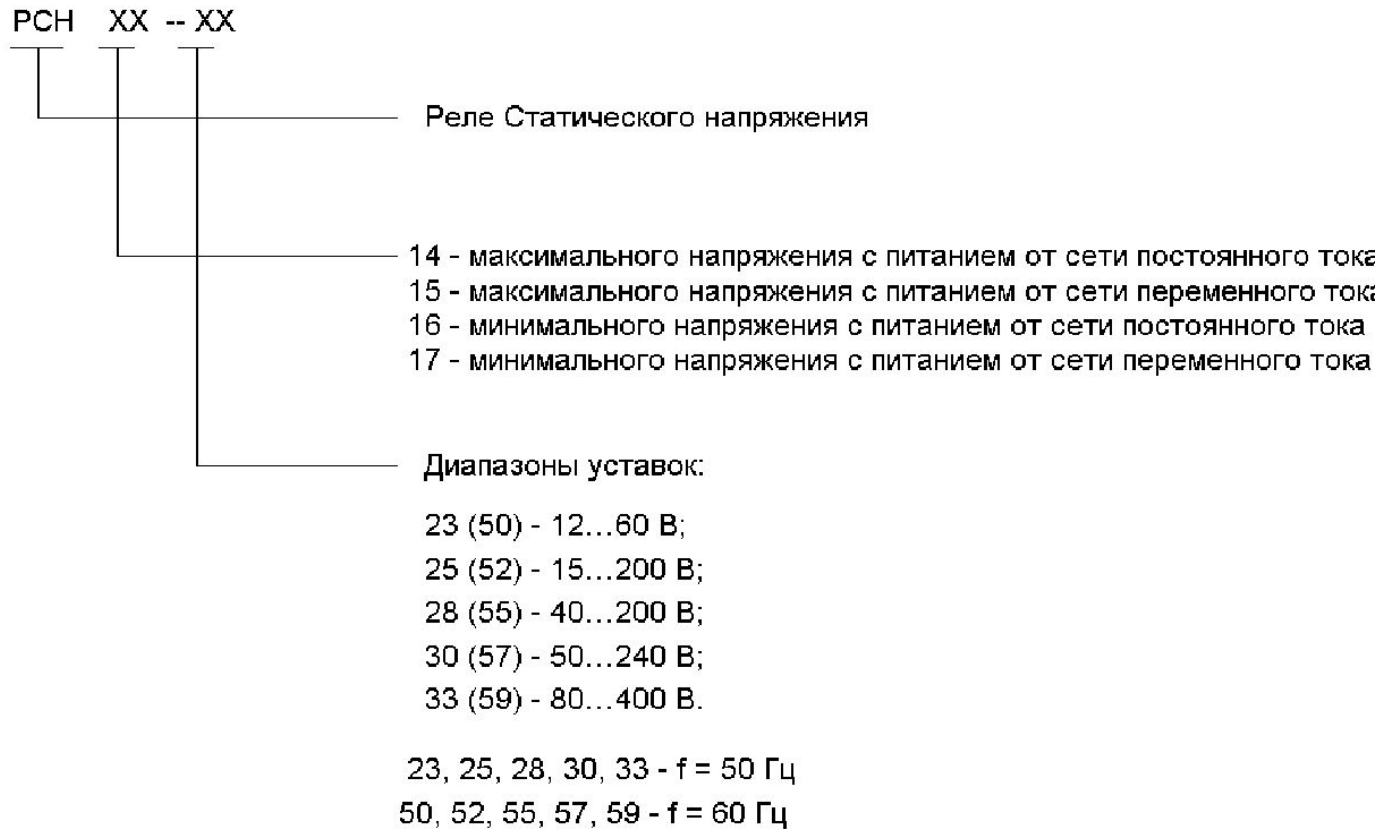 РСН ХХ -- ХХ
Реле Статического напряжения
14 - максимального напряжения с питанием от сети постоянного тока
15 - максимального напряжения с питанием от сети переменного тока
16 - минимального напряжения с питанием от сети постоянного тока
17 - минимального напряжения с питанием от сети переменного тока
Диапазоны уставок:
23 (50) - 12...60 В;
25 (52) - 15...200 В;
28 (55) - 40...200 В;
30 (57) - 50...240 В;
33 (59) - 80...400 В.
23, 25, 28, 30, 33 - f = 50 Гц
50, 52, 55, 57, 59 - f = 60 Гц